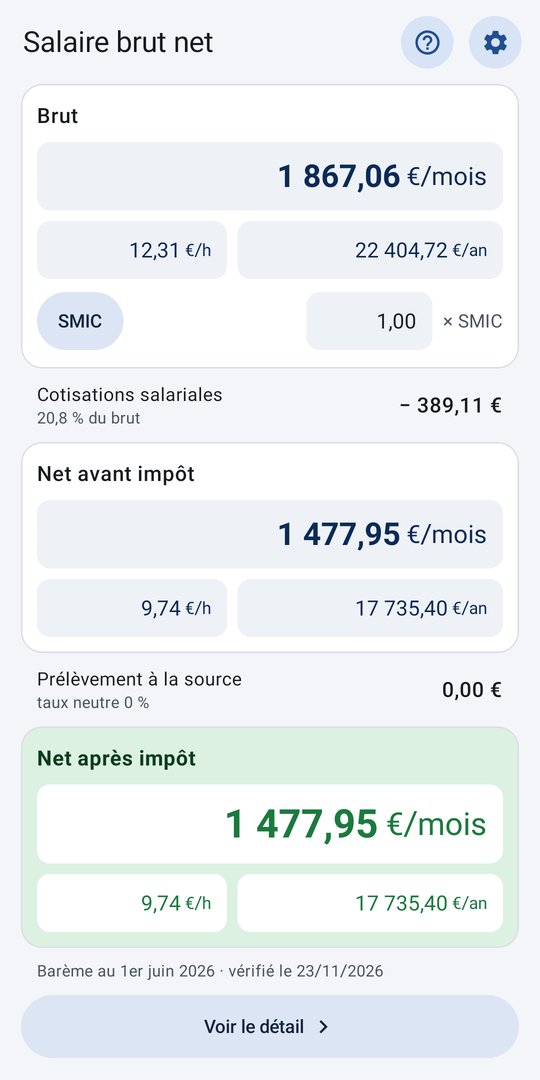 Salaire brut net
Brut
1 867,06 €/mois
12,31 €/h
22 404,72 €/an
SMIC
1,00 × SMIC
Cotisations salariales
20,8 % du brut
− 389,11 €
Net avant impôt
1 477,95 €/mois
9,74 €/h
17 735,40 €/an
Prélèvement à la source
taux neutre 0 %
0,00 €
Net après impôt
1 477,95 €/mois
9,74 €/h
17 735,40 €/an
Barème au 1er juin 2026 · vérifié le 23/11/2026
Voir le détail